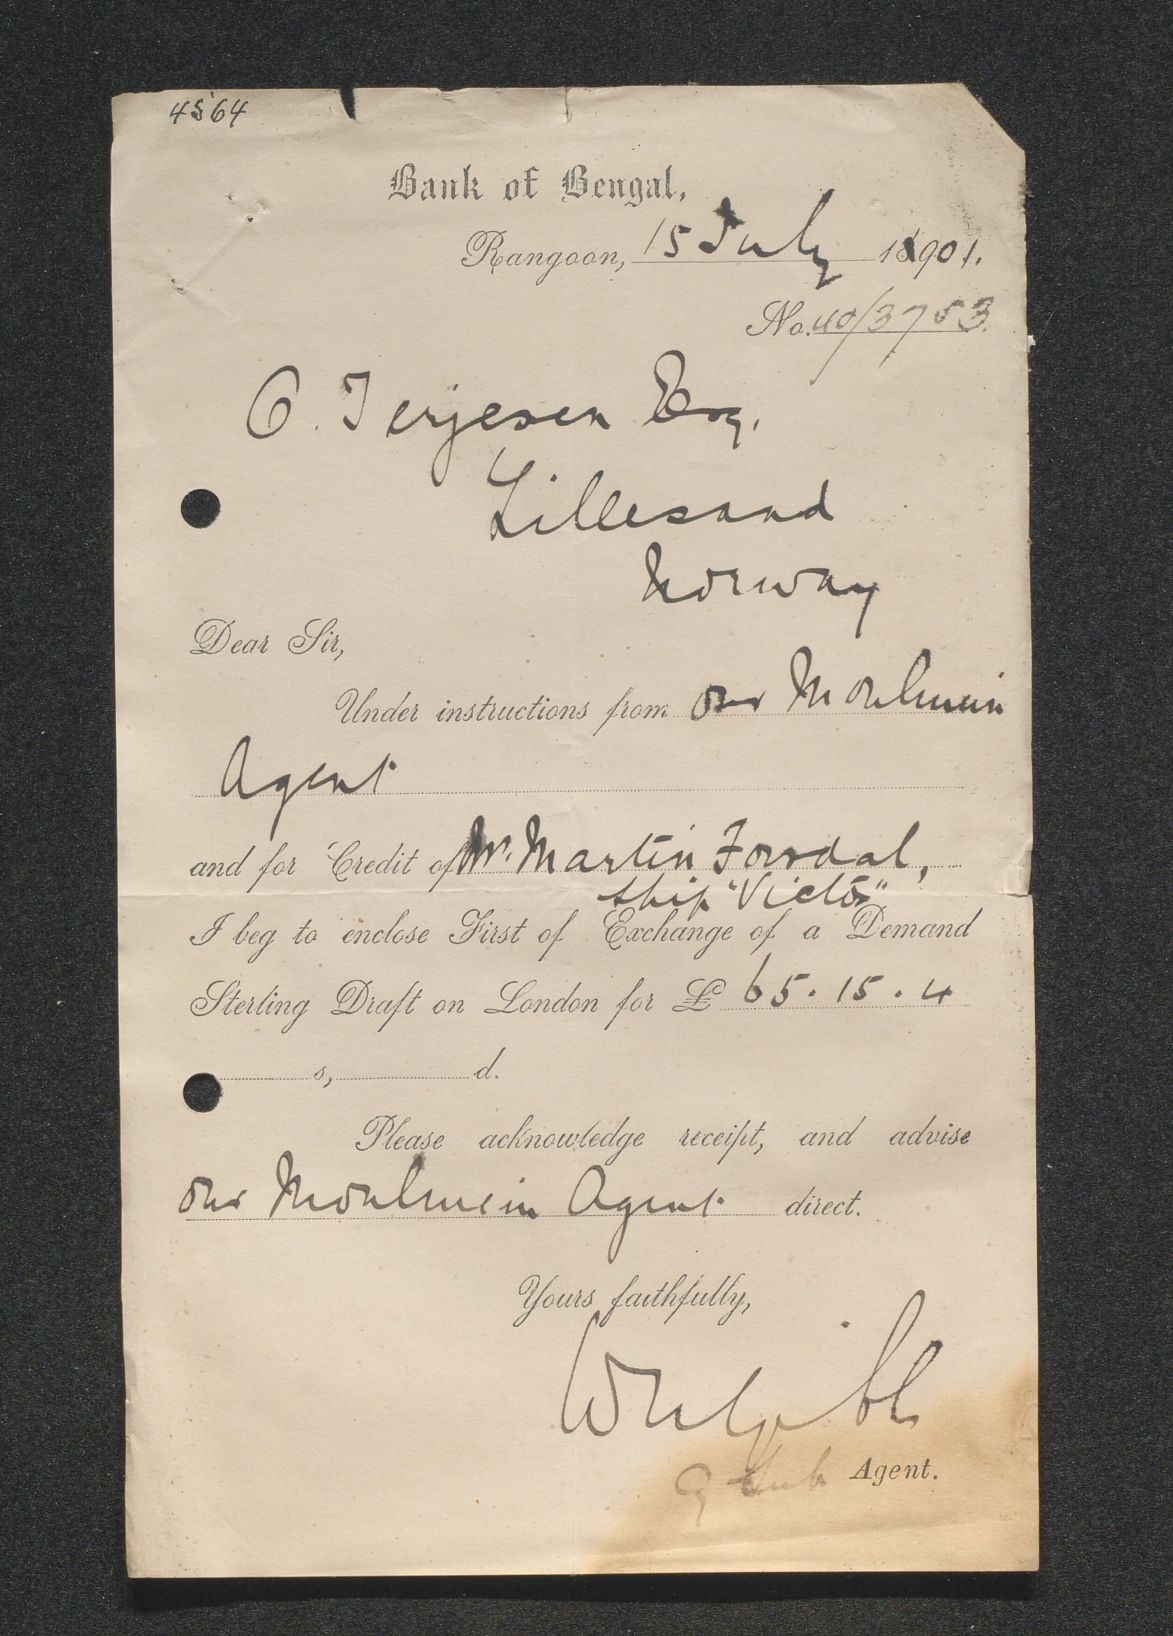 4564
Bank of Bengal,
Rangoon, 15 July 1901.
No. 40/3753.
O. Terjesen Esq.
Lillesand
Norway
Dear Sir,
Under instructions from our Moulmein
Agent
and for Credit of Mr. Martin Fossdal,
ship "Victor"
I beg to enclose First of Exchange of a Demand
Sterling Draft on London for £ 65.15.4
s, d.
Please acknowledge receipt, and advise
our Moulmein Agent direct.
Yours faithfully,
Agent.